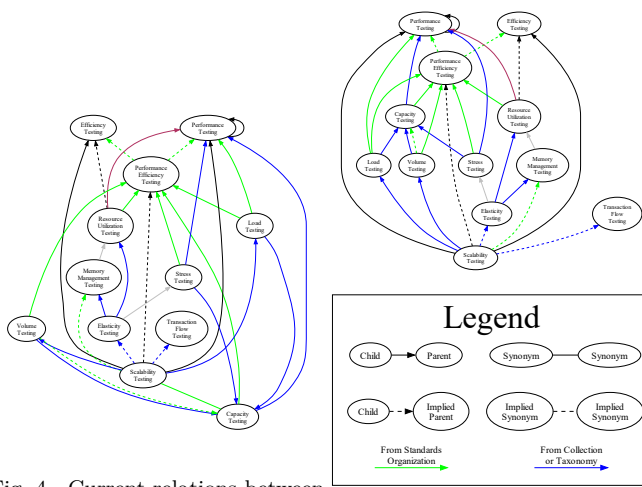 Performance
Testing
Efficiency
Testing
Performance
Efficiency
Testing
Resource
Utilization
Testing
Capacity
Testing
Load
Testing
Volume
Testing
Stress
Testing
Memory
Management
Testing
Elasticity
Testing
Transaction
Flow
Testing
Scalability
Testing
Efficiency
Testing
Performance
Testing
Performance
Efficiency
Testing
Resource
Utilization
Testing
Load
Testing
Memory
Management
Testing
Stress
Testing
Volume
Testing
Elasticity
Testing
Transaction
Flow
Testing
Scalability
Testing
Capacity
Testing
Legend
Child
Parent
Synonym
Synonym
Child
Implied
Parent
Implied
Synonym
Implied
Synonym
From Standards
Organization
From Collection
or Taxonomy
Fig. 4. Current relations between